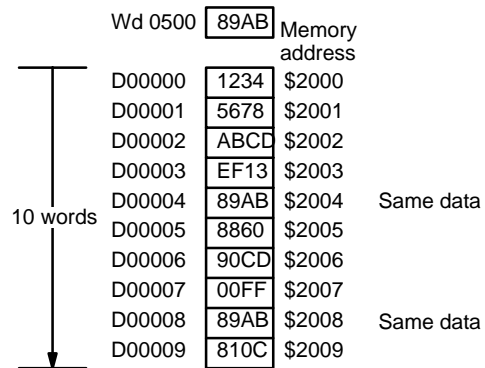 Wd 0500 89AB Memory
address
D00000 1234 $2000
D00001 5678 $2001
D00002 ABCD $2002
D00003 EF13 $2003
D00004 89AB $2004 Same data
10 words
D00005 8860 $2005
D00006 90CD $2006
D00007 00FF $2007
D00008 89AB $2008 Same data
D00009 810C $2009